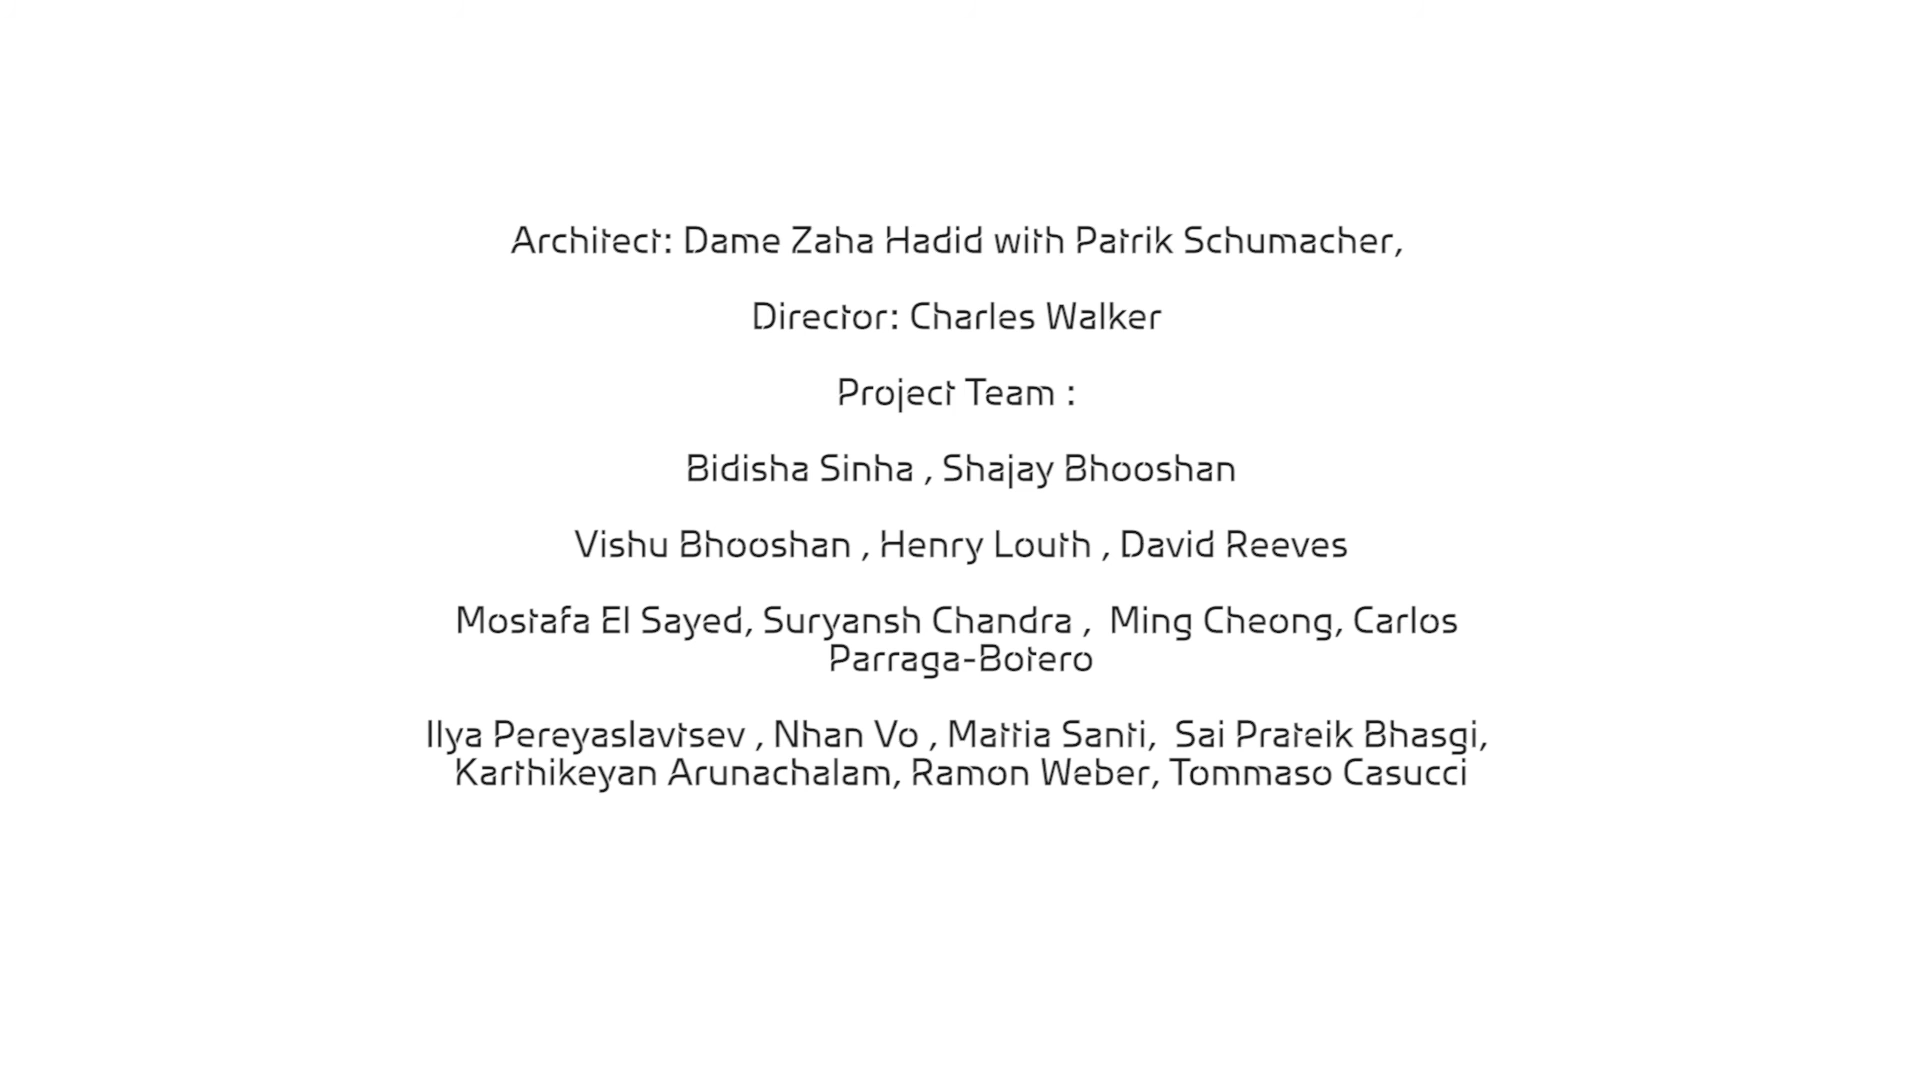 Architect: Dame Zaha Hadid with Patrik Schumacher,
Director: Charles Walker
Project Team :
Bidisha Sinha , Shajay Bhooshan
Vishu Bhooshan , Henry Louth , David Reeves
Mostafa El Sayed, Suryansh Chandra ,  Ming Cheong, Carlos
Parraga-Botero
Ilya Pereyaslavtsev , Nhan Vo , Mattia Santi,  Sai Prateik Bhasgi,
Karthikeyan Arunachalam, Ramon Weber, Tommaso Casucci